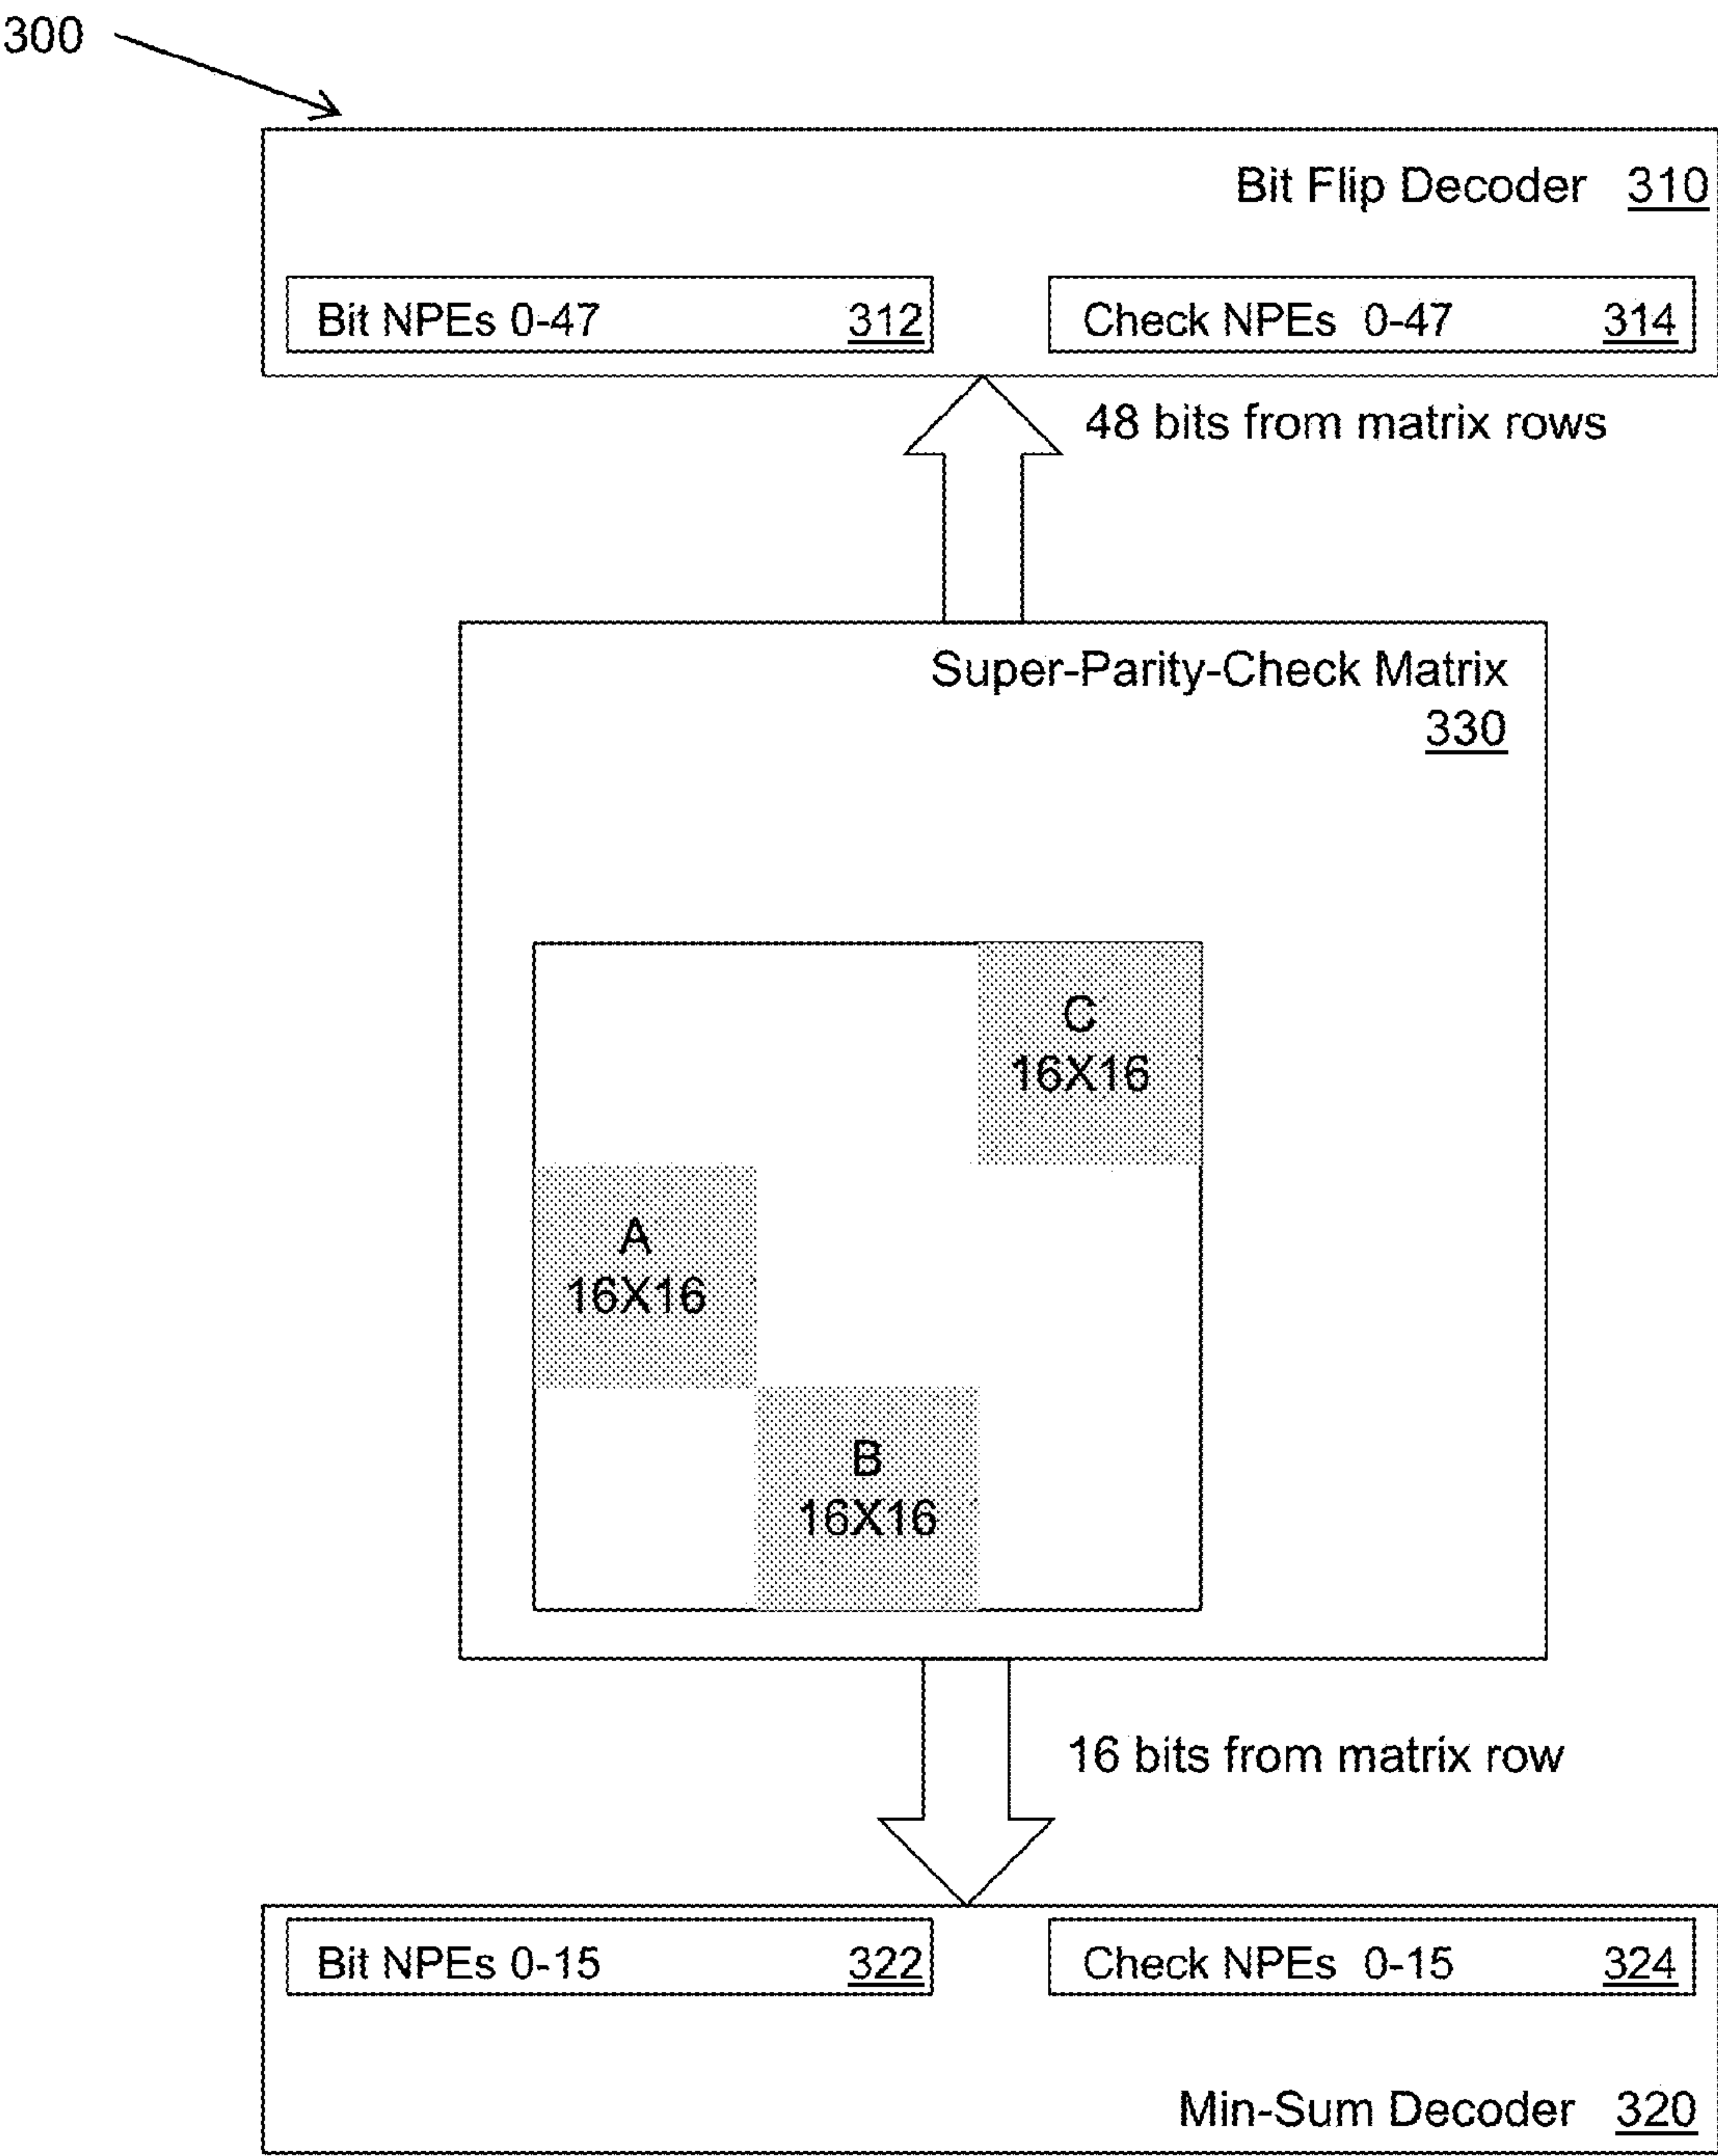 300
Bit Flip Decoder 310
Bit NPEs 0-47 312
Check NPEs 0-47 314
48 bits from matrix rows
Super-Parity-Check Matrix
330
C
16X16
A
16X16
B
16X16
16 bits from matrix row
Bit NPEs 0-15 322
Check NPEs 0-15 324
Min-Sum Decoder 320